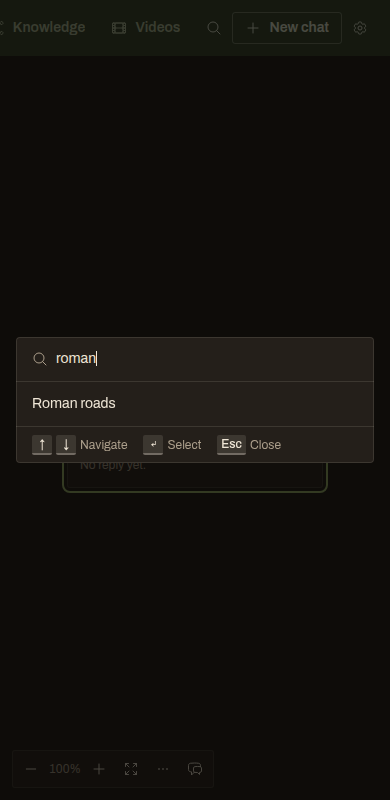 Knowledge
Videos
New chat
roman
Roman roads
↑ ↓ Navigate
↵ Select
Esc Close
No reply yet.
100%